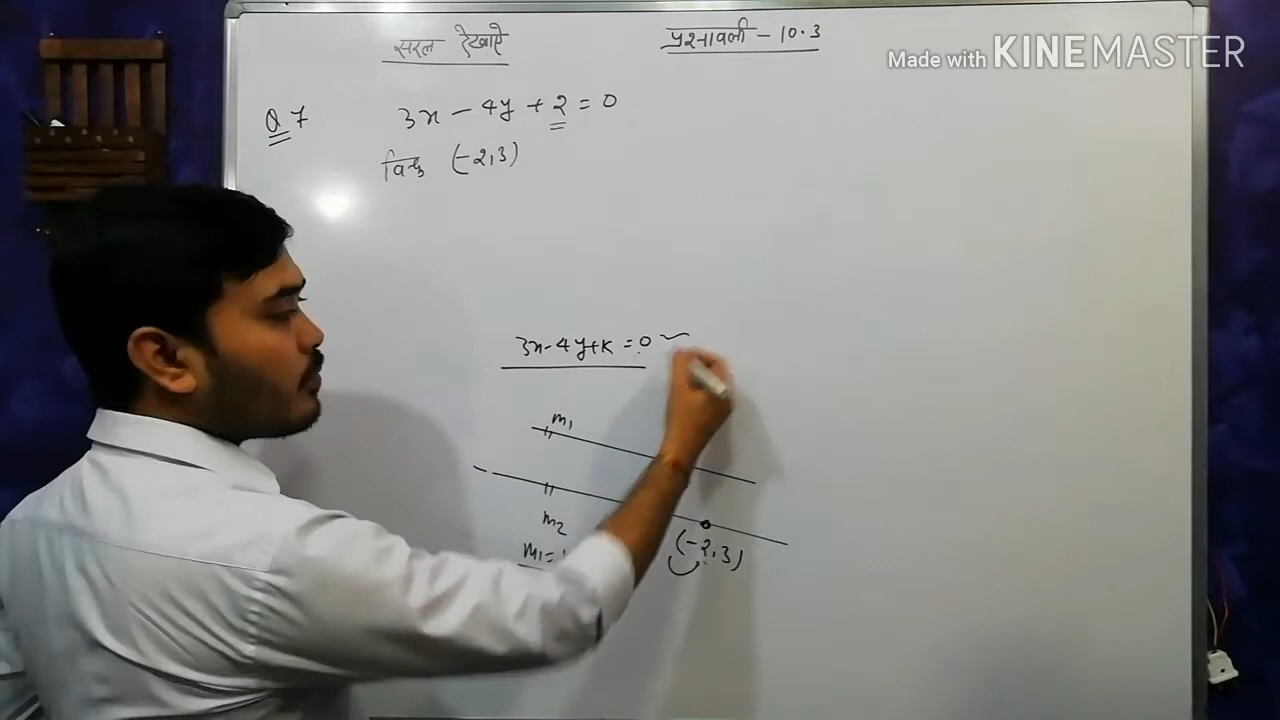 सरल रेखाऐ
प्रश्नावली - 10.3
Made with KINEMASTER
Q 7
3x - 4y + 2 = 0
बिन्दु (-2,3)
3x-4y+k = 0
m₁
m₂
m₁=
(-2,3)